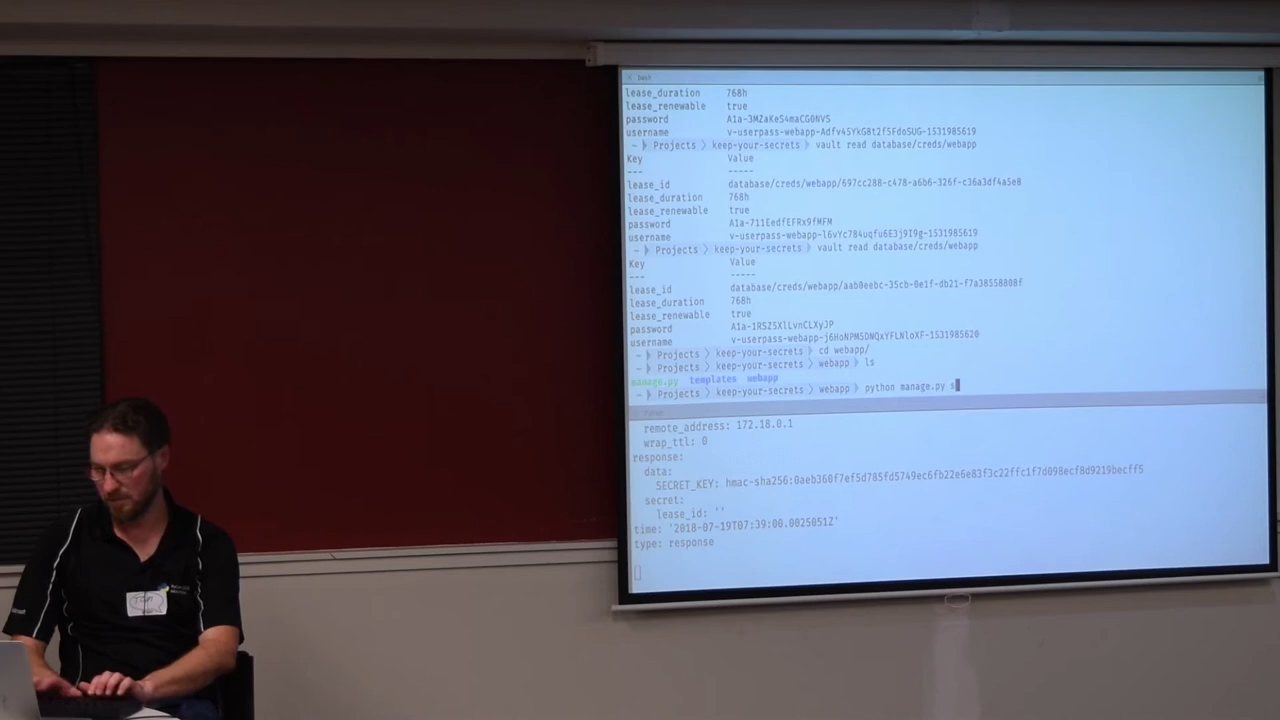 bash
lease_duration 768h
lease_renewable true
password A1a-3MZaKeS4maCG0NVS
username v-userpass-webapp-Adfv45YkG8t2f5FdoSUG-1531985619
~ Projects keep-your-secrets vault read database/creds/webapp
Key Value
--- -----
lease_id database/creds/webapp/697cc288-c478-a6b6-326f-c36a3df4a5e8
lease_duration 768h
lease_renewable true
password A1a-711EedfEFRx9fMFM
username v-userpass-webapp-l6vYc784uqfu6E3j9I9g-1531985619
~ Projects keep-your-secrets vault read database/creds/webapp
Key Value
--- -----
lease_id database/creds/webapp/aab0eebc-35cb-0e1f-db21-f7a38558808f
lease_duration 768h
lease_renewable true
password A1a-1RSZ5XlLvnCLXyJP
username v-userpass-webapp-j6HoNPM5DNQxYFLNloXF-1531985620
~ Projects keep-your-secrets cd webapp/
~ Projects keep-your-secrets webapp ls
manage.py templates webapp
~ Projects keep-your-secrets webapp python manage.py s
remote_address: 172.18.0.1
wrap_ttl: 0
response:
data:
SECRET_KEY: hmac-sha256:0aeb360f7ef5d785fd5749ec6fb22e6e83f3c22ffc1f7d098ecf8d9219becff5
secret:
lease_id: ''
time: '2018-07-19T07:39:00.0025051Z'
type: response